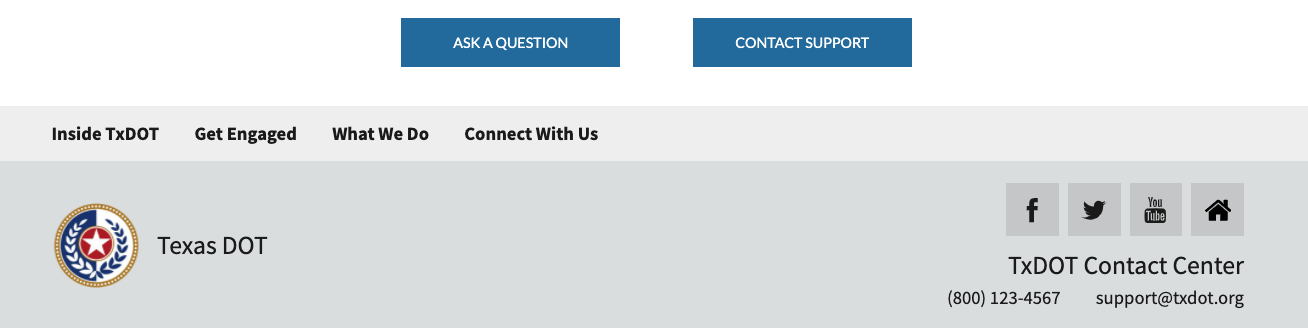 ASK A QUESTION
CONTACT SUPPORT
Inside TxDOT Get Engaged What We Do Connect With Us
Texas DOT
You
Tube
TxDOT Contact Center
(800) 123-4567 support@txdot.org